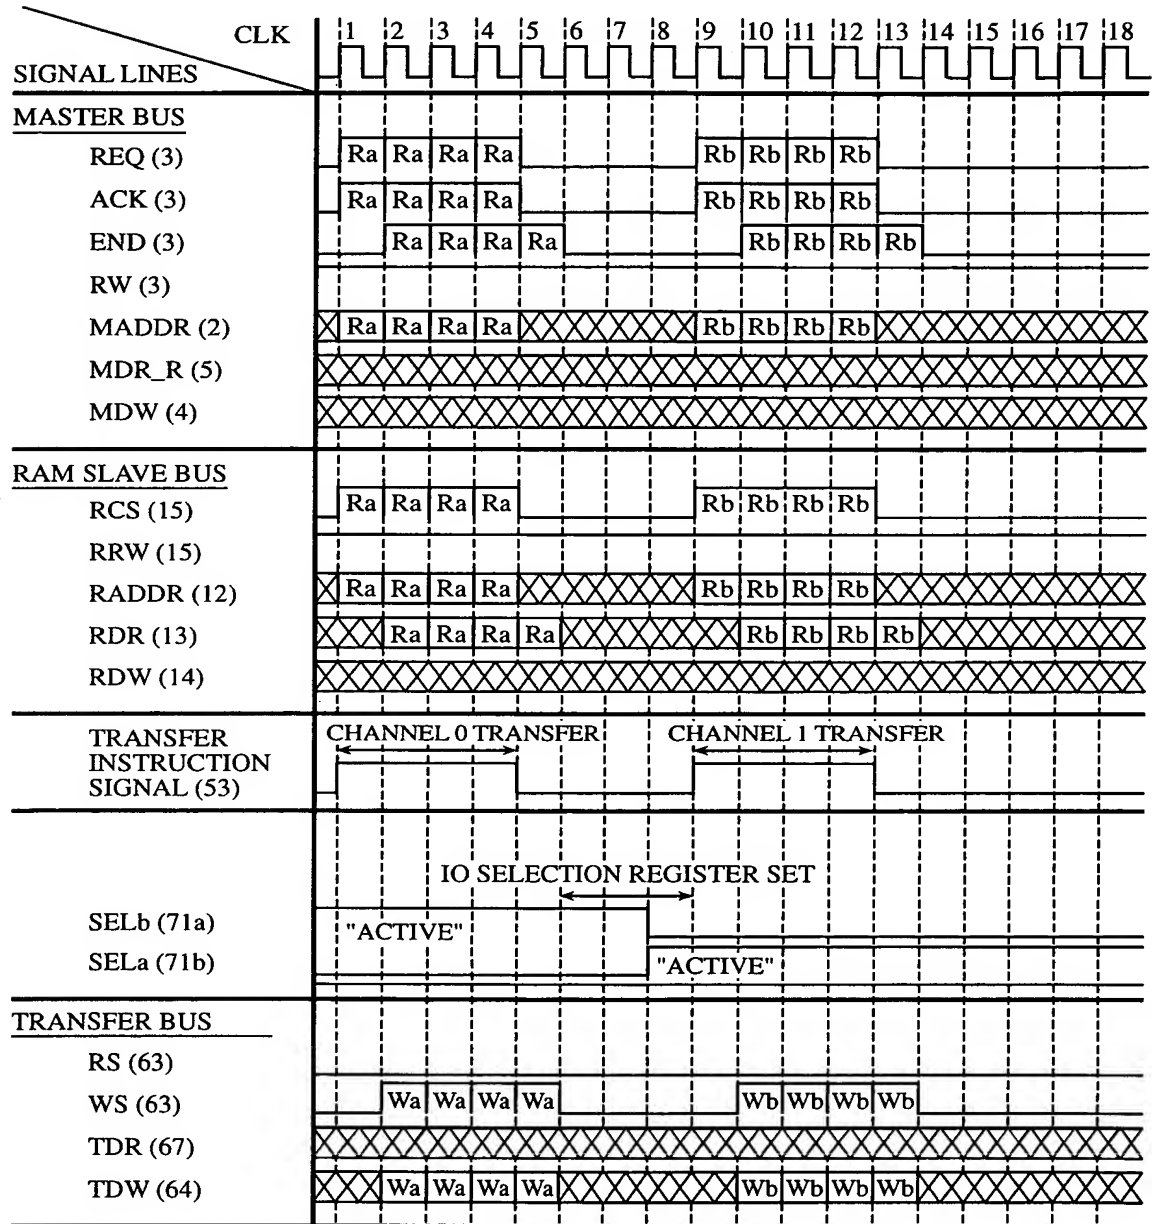 CLK 1 2 3 4 5 6 7 8 9 10 11 12 13 14 15 16 17 18
SIGNAL LINES
MASTER BUS
REQ (3) Ra Ra Ra Ra Rb Rb Rb Rb
ACK (3) Ra Ra Ra Ra Rb Rb Rb Rb
END (3) Ra Ra Ra Ra Rb Rb Rb Rb
RW (3)
MADDR (2) Ra Ra Ra Ra Rb Rb Rb Rb
MDR_R (5)
MDW (4)
RAM SLAVE BUS
RCS (15) Ra Ra Ra Ra Rb Rb Rb Rb
RRW (15)
RADDR (12) Ra Ra Ra Ra Rb Rb Rb Rb
RDR (13) Ra Ra Ra Ra Rb Rb Rb Rb
RDW (14)
TRANSFER
INSTRUCTION
SIGNAL (53)
CHANNEL 0 TRANSFER CHANNEL 1 TRANSFER
IO SELECTION REGISTER SET
SELb (71a) "ACTIVE"
SELa (71b) "ACTIVE"
TRANSFER BUS
RS (63)
WS (63) Wa Wa Wa Wa Wb Wb Wb Wb
TDR (67)
TDW (64) Wa Wa Wa Wa Wb Wb Wb Wb